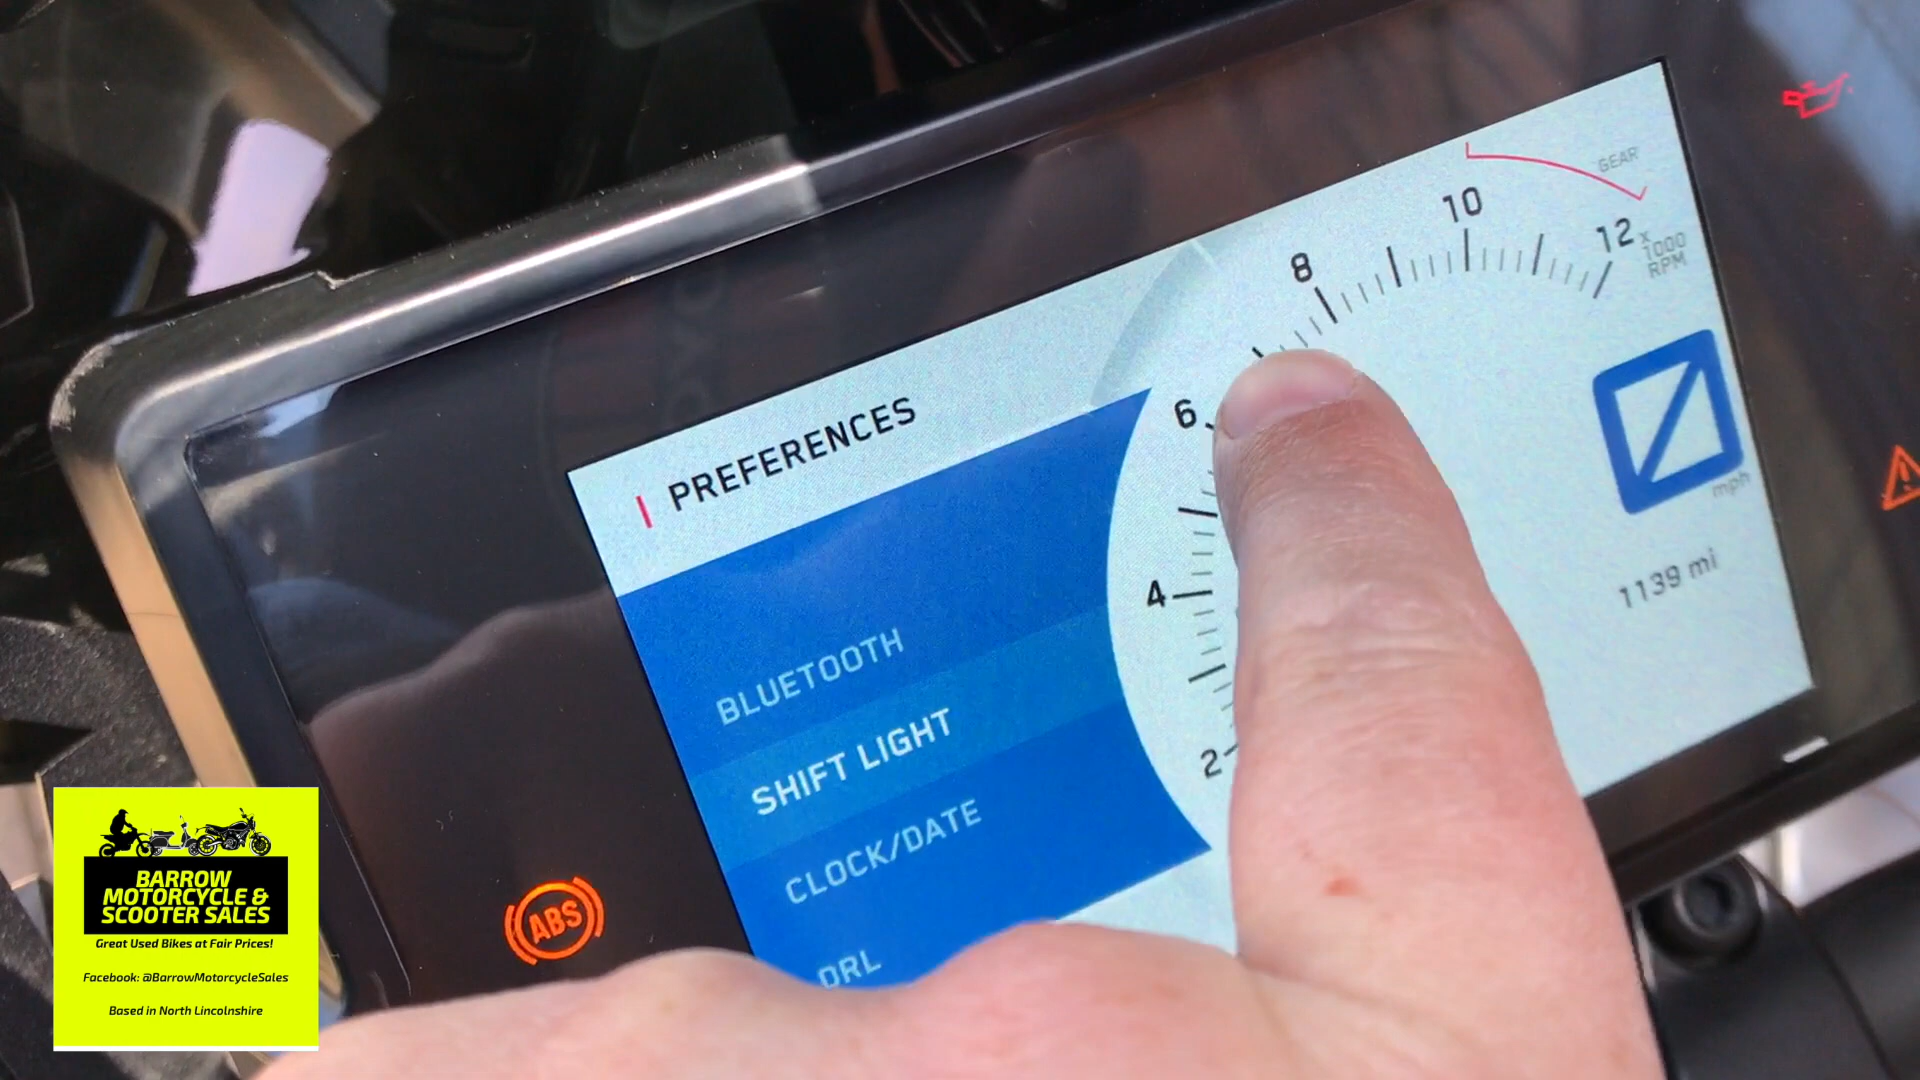 PREFERENCES
BLUETOOTH
SHIFT LIGHT
CLOCK/DATE
DRL
2
4
6
8
10
12
x
1000
RPM
GEAR
mph
1139 mi
ABS
BARROW
MOTORCYCLE &
SCOOTER SALES
Great Used Bikes at Fair Prices!
Facebook: @BarrowMotorcycleSales
Based in North Lincolnshire